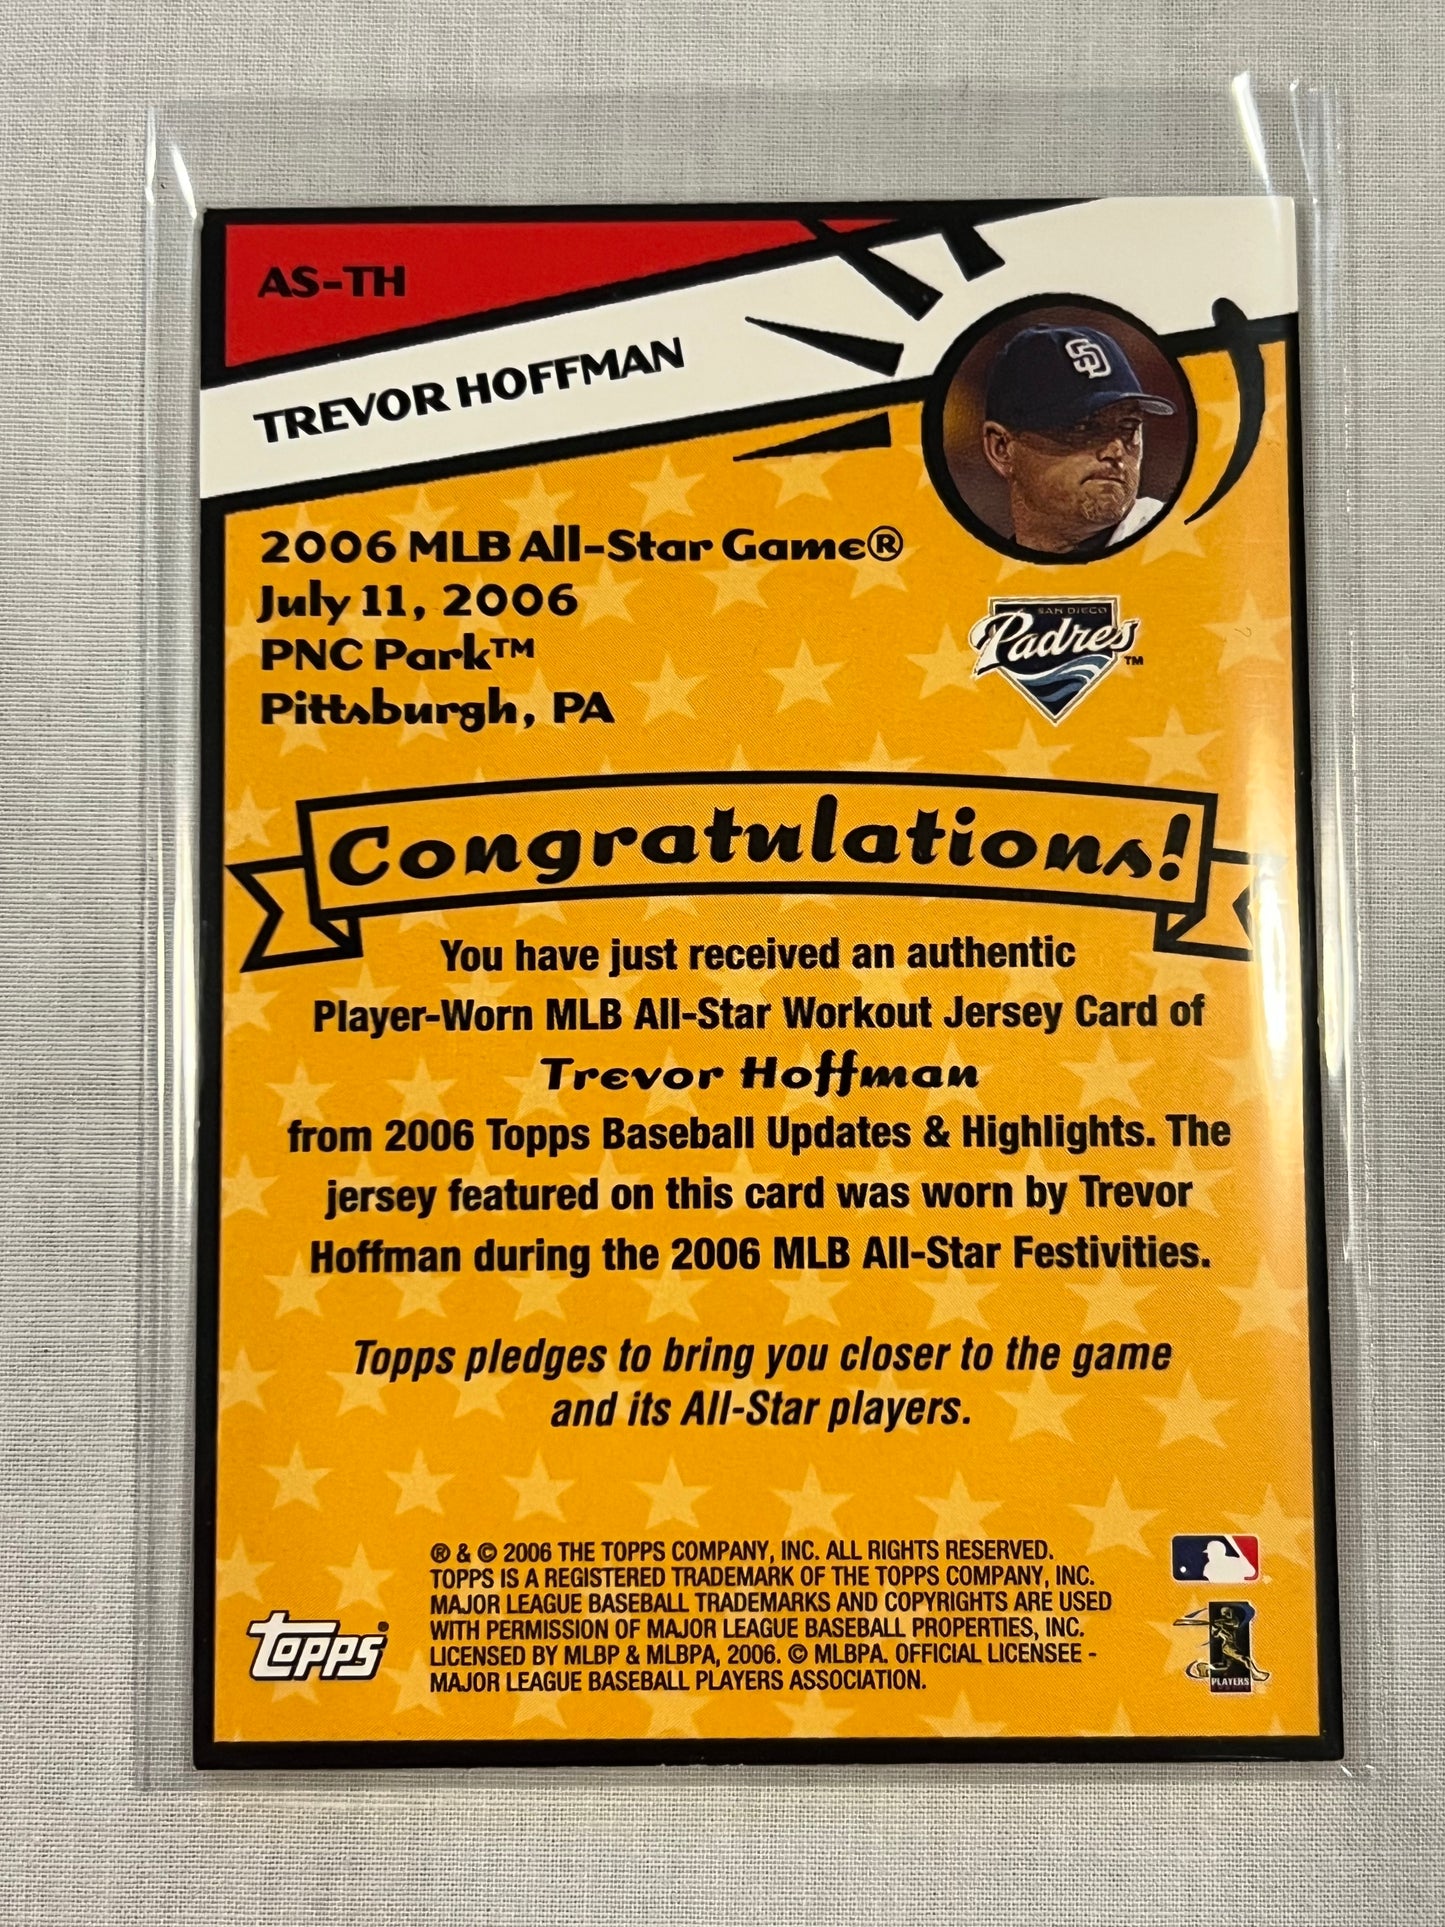 AS-TH
TREVOR HOFFMAN
SD
2006 MLB All-Star Game®
July 11, 2006
PNC Park™
Pittsburgh, PA
SAN DIEGO
Padres™
Congratulations!
You have just received an authentic
Player-Worn MLB All-Star Workout Jersey Card of
Trevor Hoffman
from 2006 Topps Baseball Updates & Highlights. The
jersey featured on this card was worn by Trevor
Hoffman during the 2006 MLB All-Star Festivities.
Topps pledges to bring you closer to the game
and its All-Star players.
® & © 2006 THE TOPPS COMPANY, INC. ALL RIGHTS RESERVED.
TOPPS IS A REGISTERED TRADEMARK OF THE TOPPS COMPANY, INC.
MAJOR LEAGUE BASEBALL TRADEMARKS AND COPYRIGHTS ARE USED
WITH PERMISSION OF MAJOR LEAGUE BASEBALL PROPERTIES, INC.
LICENSED BY MLBP & MLBPA, 2006. © MLBPA. OFFICIAL LICENSEE -
MAJOR LEAGUE BASEBALL PLAYERS ASSOCIATION.
topps®
PLAYERS